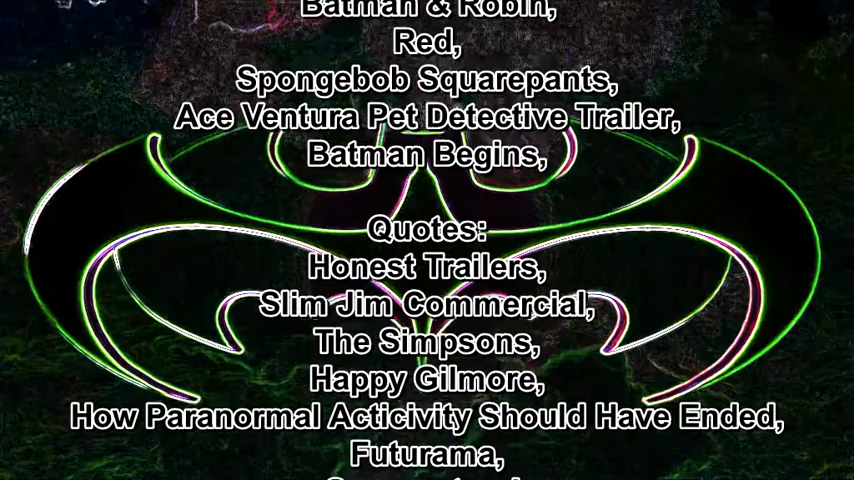 Batman & Robin,
Red,
Spongebob Squarepants,
Ace Ventura Pet Detective Trailer,
Batman Begins,
Quotes:
Honest Trailers,
Slim Jim Commercial,
The Simpsons,
Happy Gilmore,
How Paranormal Acticivity Should Have Ended,
Futurama,